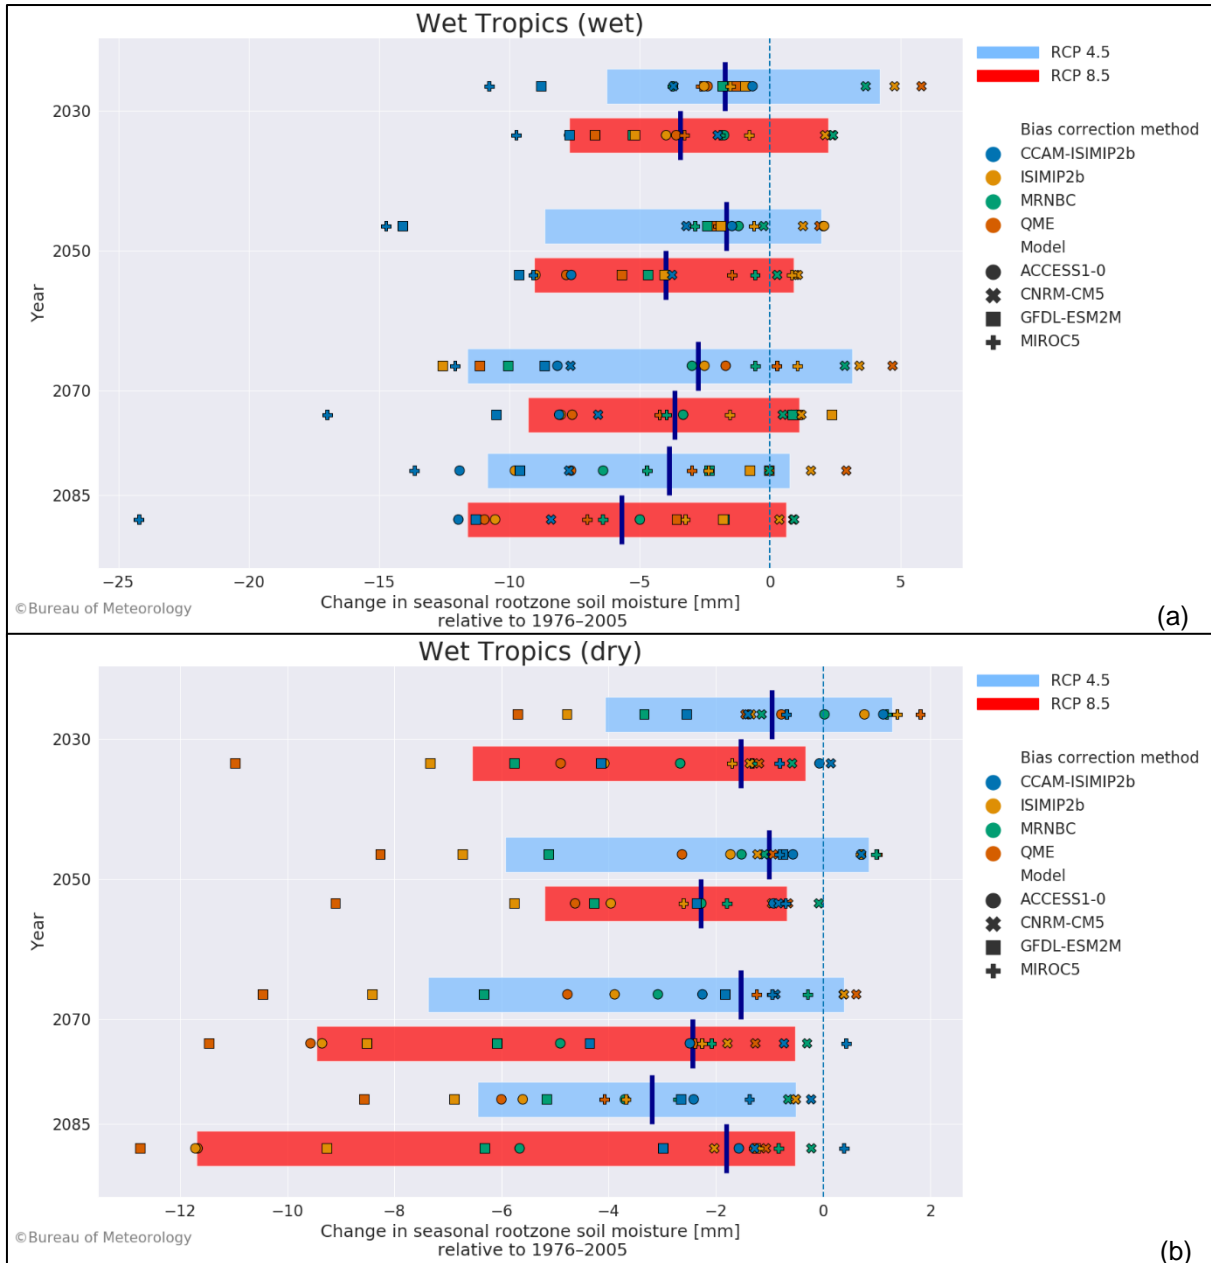 Wet Tropics (wet)
RCP 4.5
RCP 8.5
Bias correction method
CCAM-ISIMIP2b
ISIMIP2b
MRNBC
QME
Model
ACCESS1-0
CNRM-CM5
GFDL-ESM2M
MIROC5
Year
2030
2050
2070
2085
−25 −20 −15 −10 −5 0 5
Change in seasonal rootzone soil moisture [mm]
relative to 1976–2005
©Bureau of Meteorology
(a)
Wet Tropics (dry)
RCP 4.5
RCP 8.5
Bias correction method
CCAM-ISIMIP2b
ISIMIP2b
MRNBC
QME
Model
ACCESS1-0
CNRM-CM5
GFDL-ESM2M
MIROC5
Year
2030
2050
2070
2085
−12 −10 −8 −6 −4 −2 0 2
Change in seasonal rootzone soil moisture [mm]
relative to 1976–2005
©Bureau of Meteorology
(b)